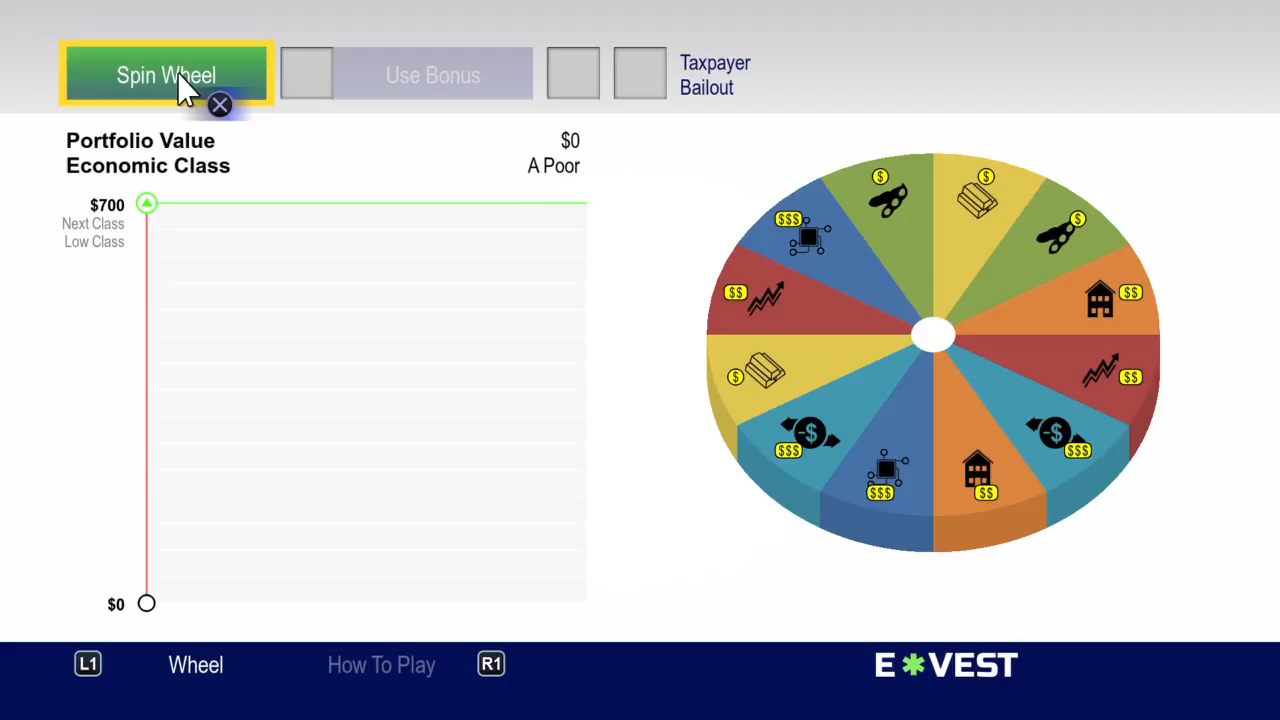 Spin Wheel
Use Bonus
Taxpayer
Bailout
Portfolio Value $0
Economic Class A Poor
$700
Next Class
Low Class
$0
$
$
$
$$$
$$
$$
$
$$
-$
$$$
-$
$$$
$$$
$$
L1 Wheel How To Play R1
E*VEST